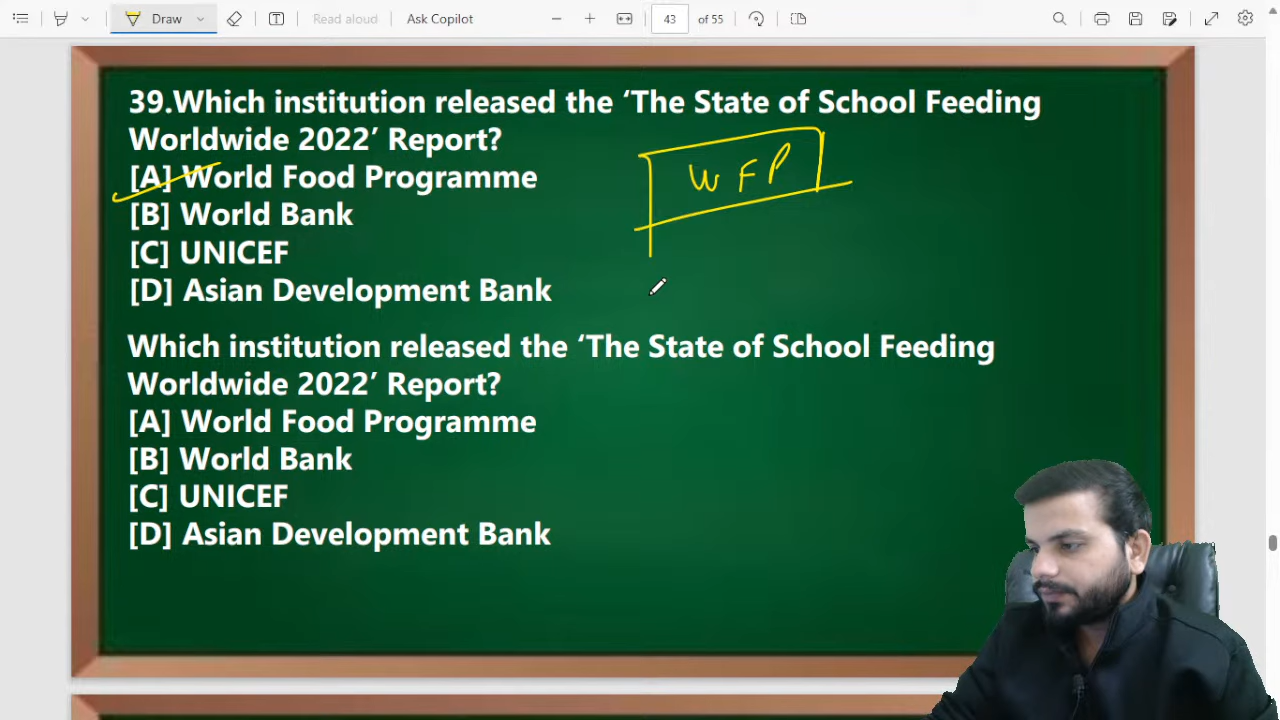 Draw
Read aloud
Ask Copilot
43
of 55
39.Which institution released the ‘The State of School Feeding
Worldwide 2022’ Report?
[A] World Food Programme
[B] World Bank
[C] UNICEF
[D] Asian Development Bank
WFP
Which institution released the ‘The State of School Feeding
Worldwide 2022’ Report?
[A] World Food Programme
[B] World Bank
[C] UNICEF
[D] Asian Development Bank